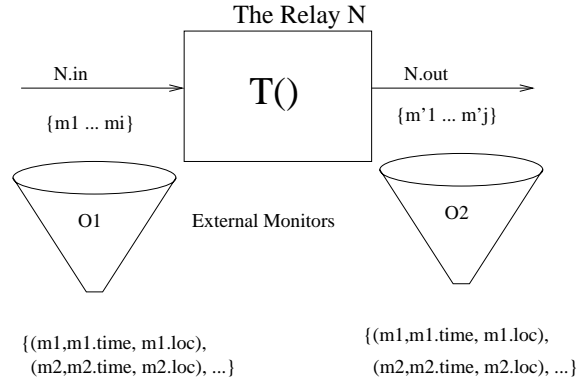 The Relay N
N.in
T()
N.out
{m1 ... mi}
{m'1 ... m'j}
O1
External Monitors
O2
{(m1,m1.time, m1.loc),
(m2,m2.time, m2.loc), ...}
{(m1,m1.time, m1.loc),
(m2,m2.time, m2.loc), ...}